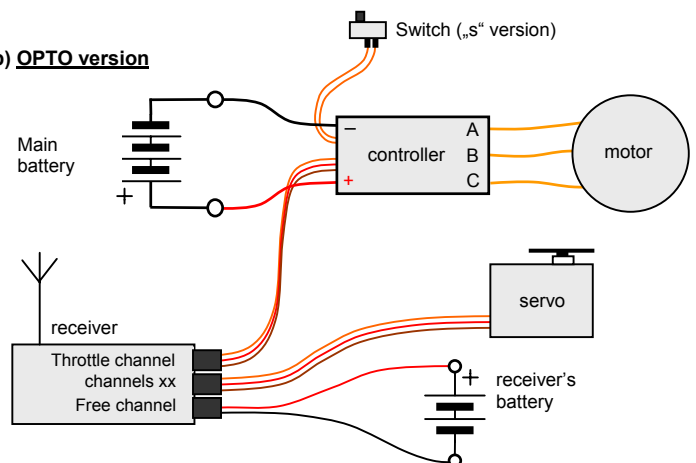 Switch („s“ version)
b) OPTO version
Main
battery
+
−
+
controller
A
B
C
motor
servo
receiver
Throttle channel
channels xx
Free channel
+
receiver's
battery